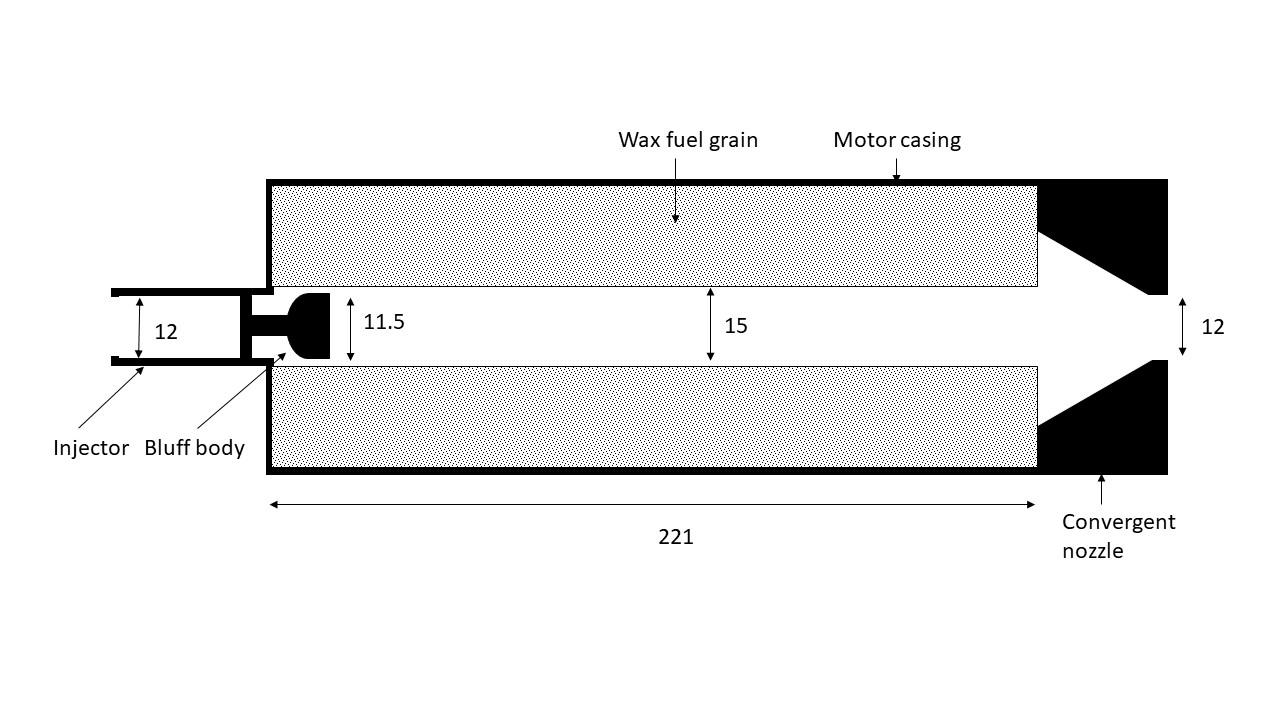 Wax fuel grain
Motor casing
12
11.5
15
12
Injector
Bluff body
221
Convergent
nozzle